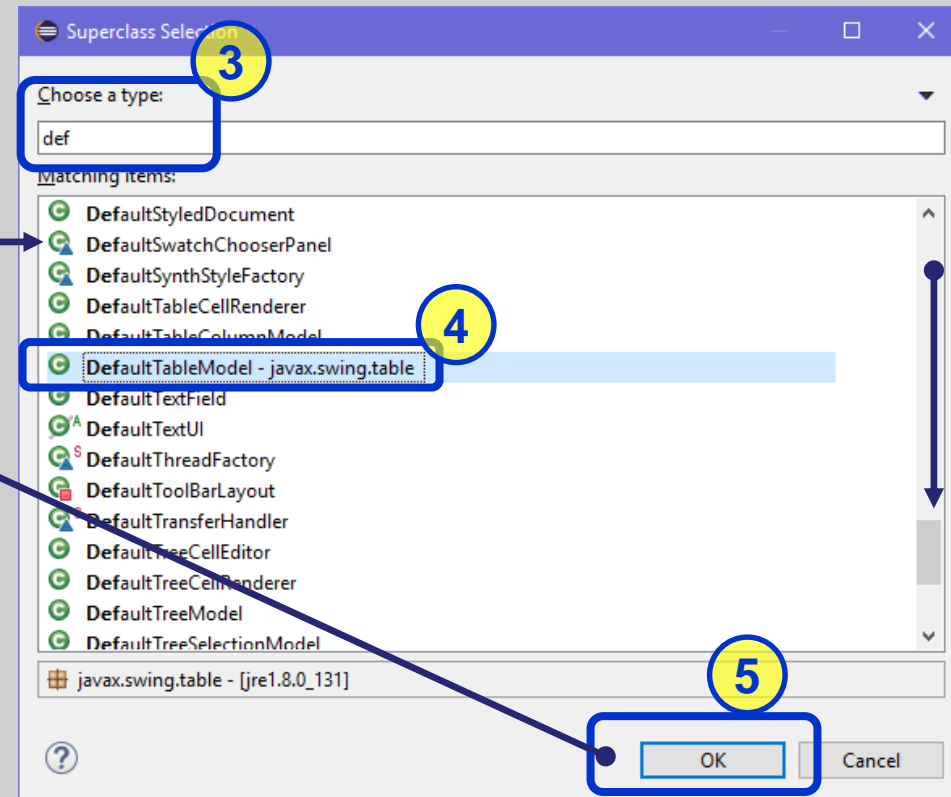 Superclass Selection
3
Choose a type:
def
Matching items:
DefaultStyledDocument
DefaultSwatchChooserPanel
DefaultSynthStyleFactory
DefaultTableCellRenderer
DefaultTableColumnModel
4
DefaultTableModel - javax.swing.table
DefaultTextField
A DefaultTextUI
S DefaultThreadFactory
DefaultToolBarLayout
S DefaultTransferHandler
DefaultTreeCellEditor
DefaultTreeCellRenderer
DefaultTreeModel
DefaultTreeSelectionModel
javax.swing.table - [jre1.8.0_131]
5
? OK Cancel